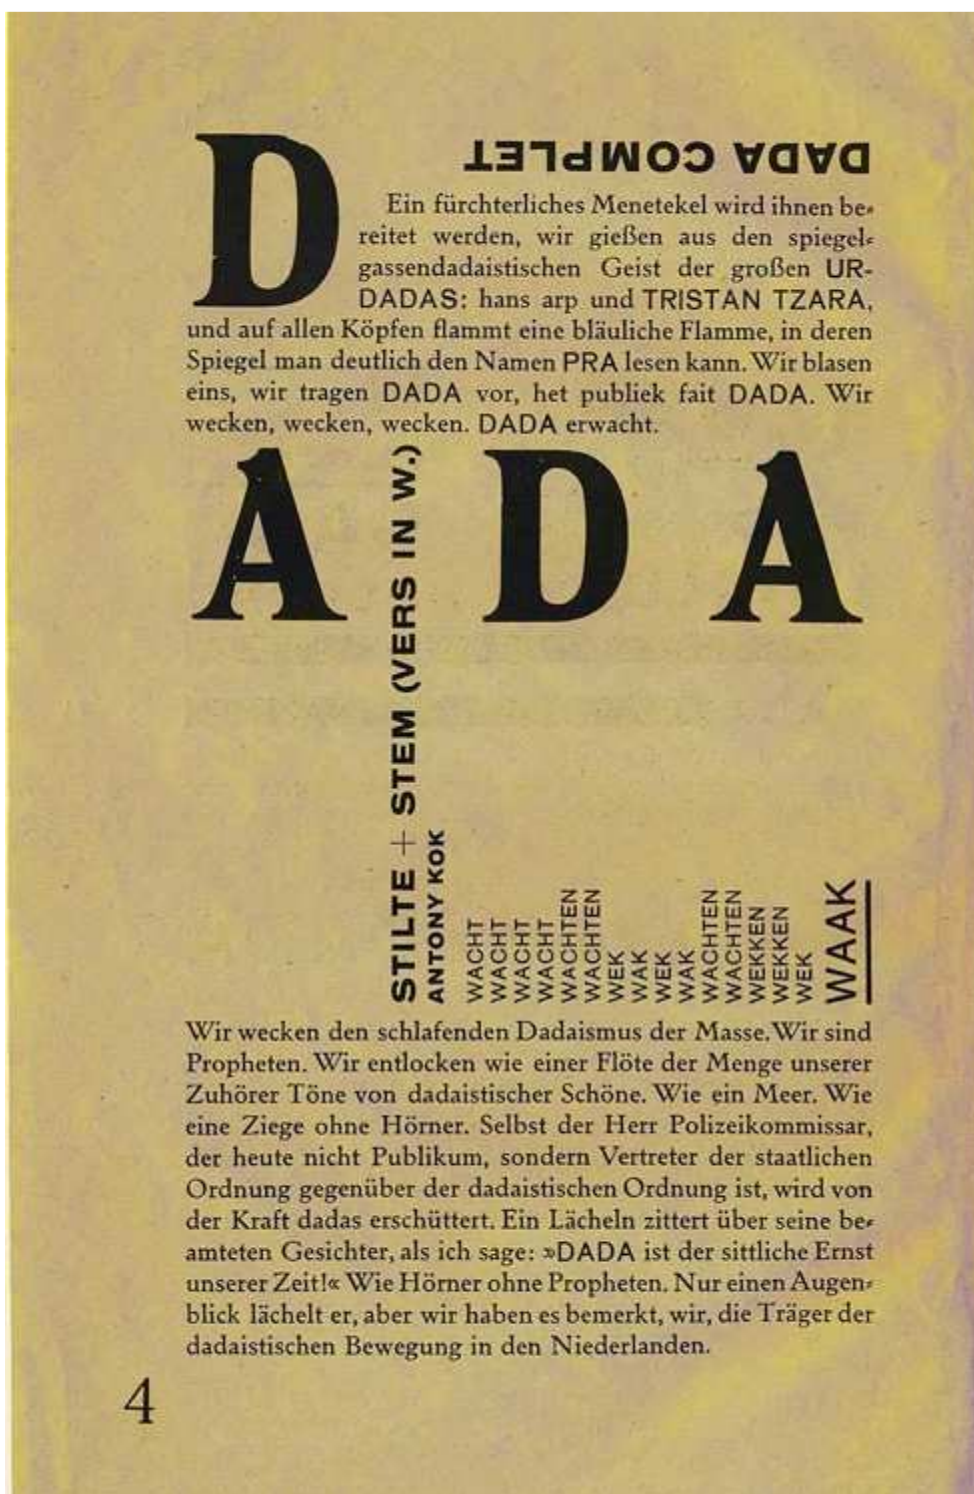 D
DADA COMPLET
Ein fürchterliches Menetekel wird ihnen be-
reitet werden, wir gießen aus den spiegel-
gassendadaistischen Geist der großen UR-
DADAS: hans arp und TRISTAN TZARA,
und auf allen Köpfen flammt eine bläuliche Flamme, in deren
Spiegel man deutlich den Namen PRA lesen kann. Wir blasen
eins, wir tragen DADA vor, het publiek fait DADA. Wir
wecken, wecken, wecken. DADA erwacht.
A D A
STILTE + STEM (VERS IN W.)
ANTONY KOK
WACHT
WACHT
WACHT
WACHT
WACHTEN
WACHTEN
WEK
WAK
WEK
WAK
WACHTEN
WACHTEN
WEKKEN
WEKKEN
WEK
WAAK
Wir wecken den schlafenden Dadaismus der Masse. Wir sind
Propheten. Wir entlocken wie einer Flöte der Menge unserer
Zuhörer Töne von dadaistischer Schöne. Wie ein Meer. Wie
eine Ziege ohne Hörner. Selbst der Herr Polizeikommissar,
der heute nicht Publikum, sondern Vertreter der staatlichen
Ordnung gegenüber der dadaistischen Ordnung ist, wird von
der Kraft dadas erschüttert. Ein Lächeln zittert über seine be-
amteten Gesichter, als ich sage: »DADA ist der sittliche Ernst
unserer Zeit!« Wie Hörner ohne Propheten. Nur einen Augen-
blick lächelt er, aber wir haben es bemerkt, wir, die Träger der
dadaistischen Bewegung in den Niederlanden.
4